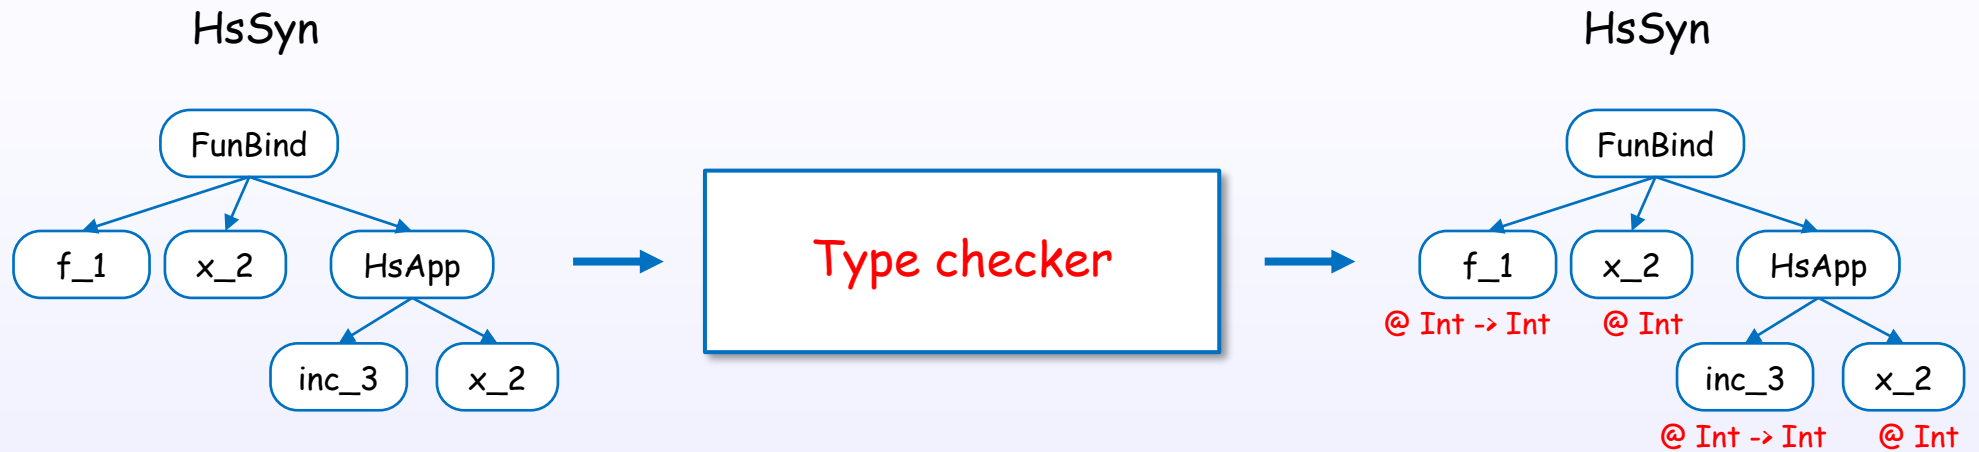 HsSyn
HsSyn
FunBind
FunBind
f_1
x_2
HsApp
Type checker
f_1
x_2
HsApp
@ Int -> Int
@ Int
inc_3
x_2
inc_3
x_2
@ Int -> Int
@ Int